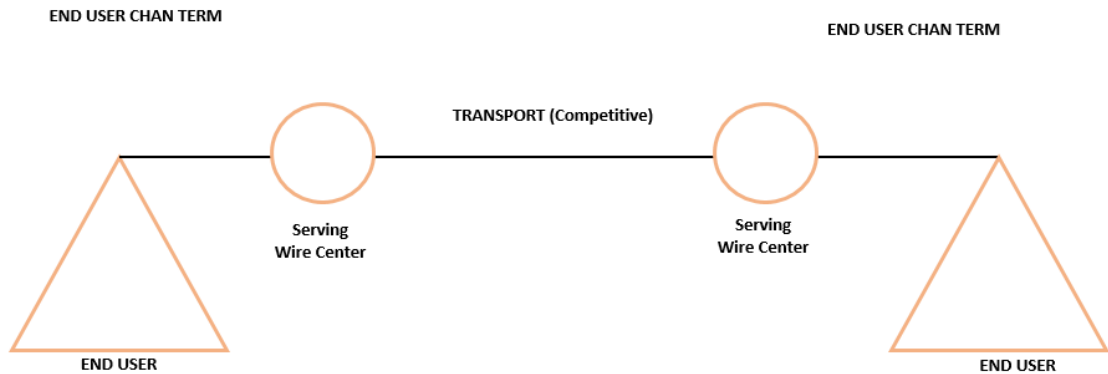 END USER CHAN TERM
END USER CHAN TERM
TRANSPORT (Competitive)
Serving
Wire Center
Serving
Wire Center
END USER
END USER